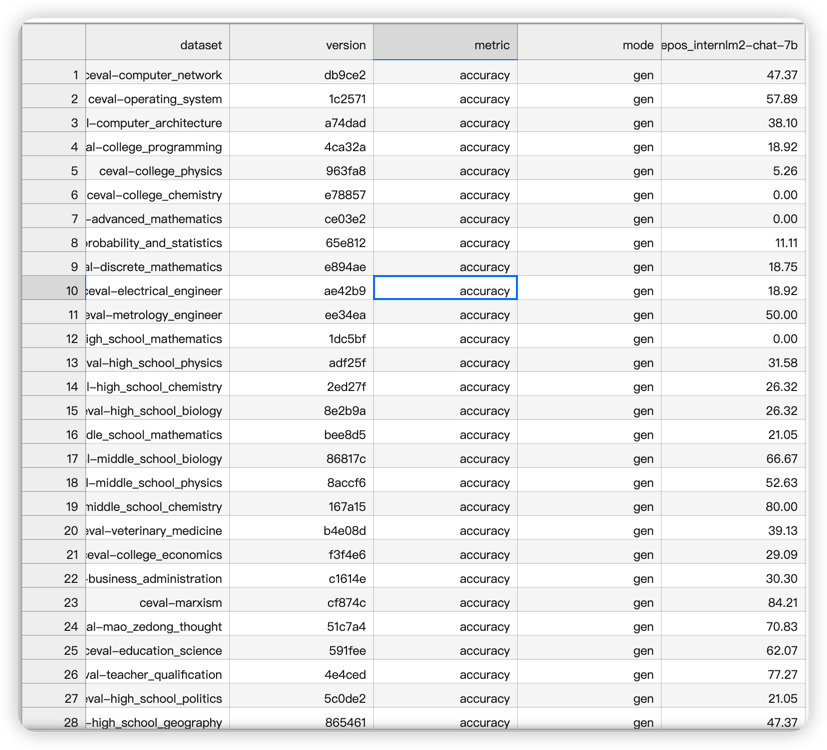 dataset version metric mode epos_internlm2-chat-7b
1 ceval-computer_network db9ce2 accuracy gen 47.37
2 ceval-operating_system 1c2571 accuracy gen 57.89
3 l-computer_architecture a74dad accuracy gen 38.10
4 al-college_programming 4ca32a accuracy gen 18.92
5 ceval-college_physics 963fa8 accuracy gen 5.26
6 ceval-college_chemistry e78857 accuracy gen 0.00
7 -advanced_mathematics ce03e2 accuracy gen 0.00
8 probability_and_statistics 65e812 accuracy gen 11.11
9 al-discrete_mathematics e894ae accuracy gen 18.75
10 ceval-electrical_engineer ae42b9 accuracy gen 18.92
11 eval-metrology_engineer ee34ea accuracy gen 50.00
12 igh_school_mathematics 1dc5bf accuracy gen 0.00
13 val-high_school_physics adf25f accuracy gen 31.58
14 l-high_school_chemistry 2ed27f accuracy gen 26.32
15 eval-high_school_biology 8e2b9a accuracy gen 26.32
16 ddle_school_mathematics bee8d5 accuracy gen 21.05
17 l-middle_school_biology 86817c accuracy gen 66.67
18 l-middle_school_physics 8accf6 accuracy gen 52.63
19 middle_school_chemistry 167a15 accuracy gen 80.00
20 eval-veterinary_medicine b4e08d accuracy gen 39.13
21 ceval-college_economics f3f4e6 accuracy gen 29.09
22 -business_administration c1614e accuracy gen 30.30
23 ceval-marxism cf874c accuracy gen 84.21
24 al-mao_zedong_thought 51c7a4 accuracy gen 70.83
25 ceval-education_science 591fee accuracy gen 62.07
26 val-teacher_qualification 4e4ced accuracy gen 77.27
27 eval-high_school_politics 5c0de2 accuracy gen 21.05
28 -high_school_geography 865461 accuracy gen 47.37